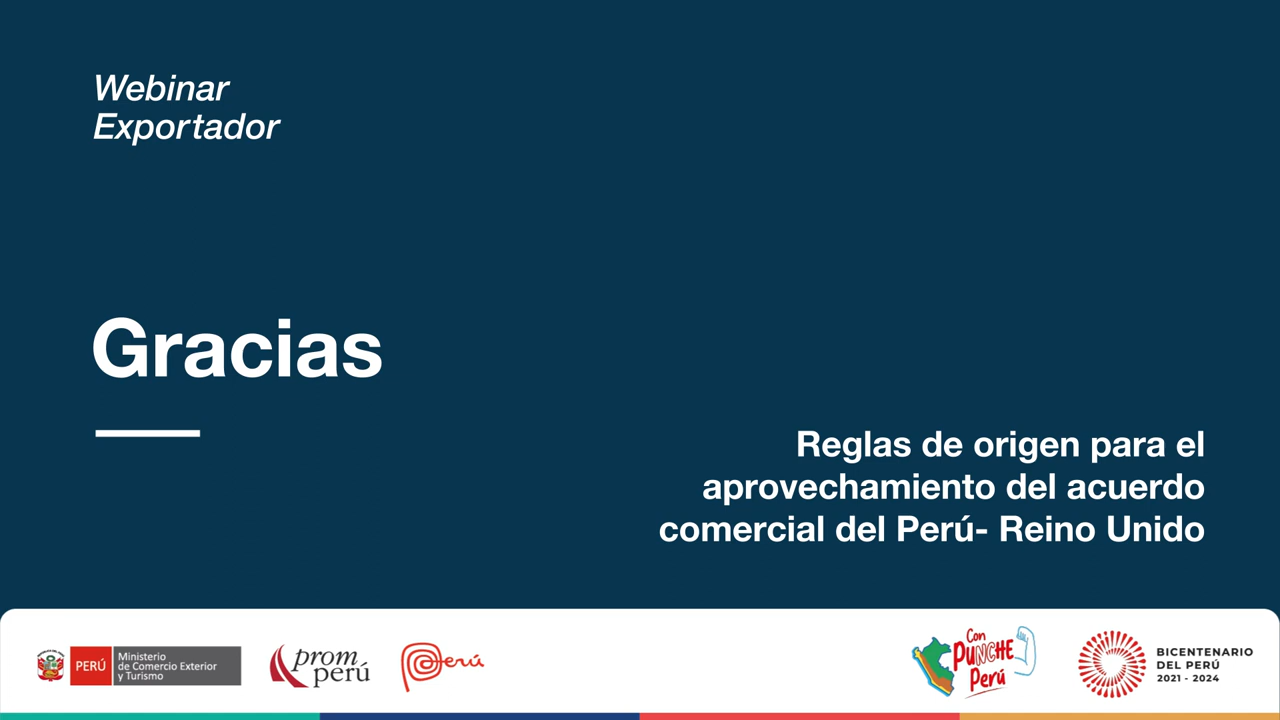 Webinar
Exportador
Gracias
Reglas de origen para el
aprovechamiento del acuerdo
comercial del Perú- Reino Unido
PERÚ
Ministerio
de Comercio Exterior
y Turismo
prom
perú
Perú
Con
PUNCHE
Perú
BICENTENARIO
DEL PERÚ
2021 - 2024